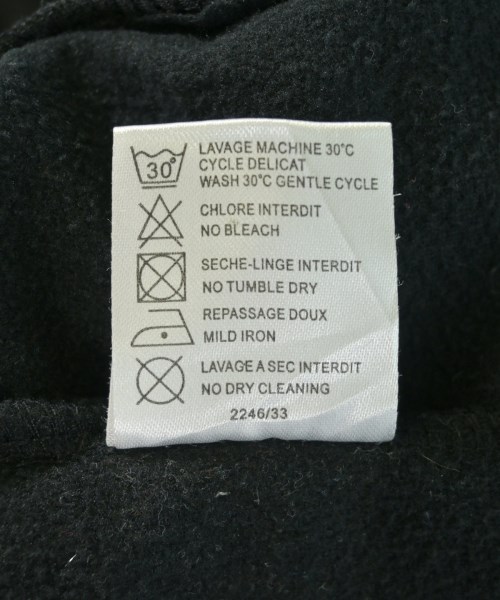 30°
LAVAGE MACHINE 30°C
CYCLE DELICAT
WASH 30°C GENTLE CYCLE
CHLORE INTERDIT
NO BLEACH
SECHE-LINGE INTERDIT
NO TUMBLE DRY
REPASSAGE DOUX
MILD IRON
LAVAGE A SEC INTERDIT
NO DRY CLEANING
2246/33